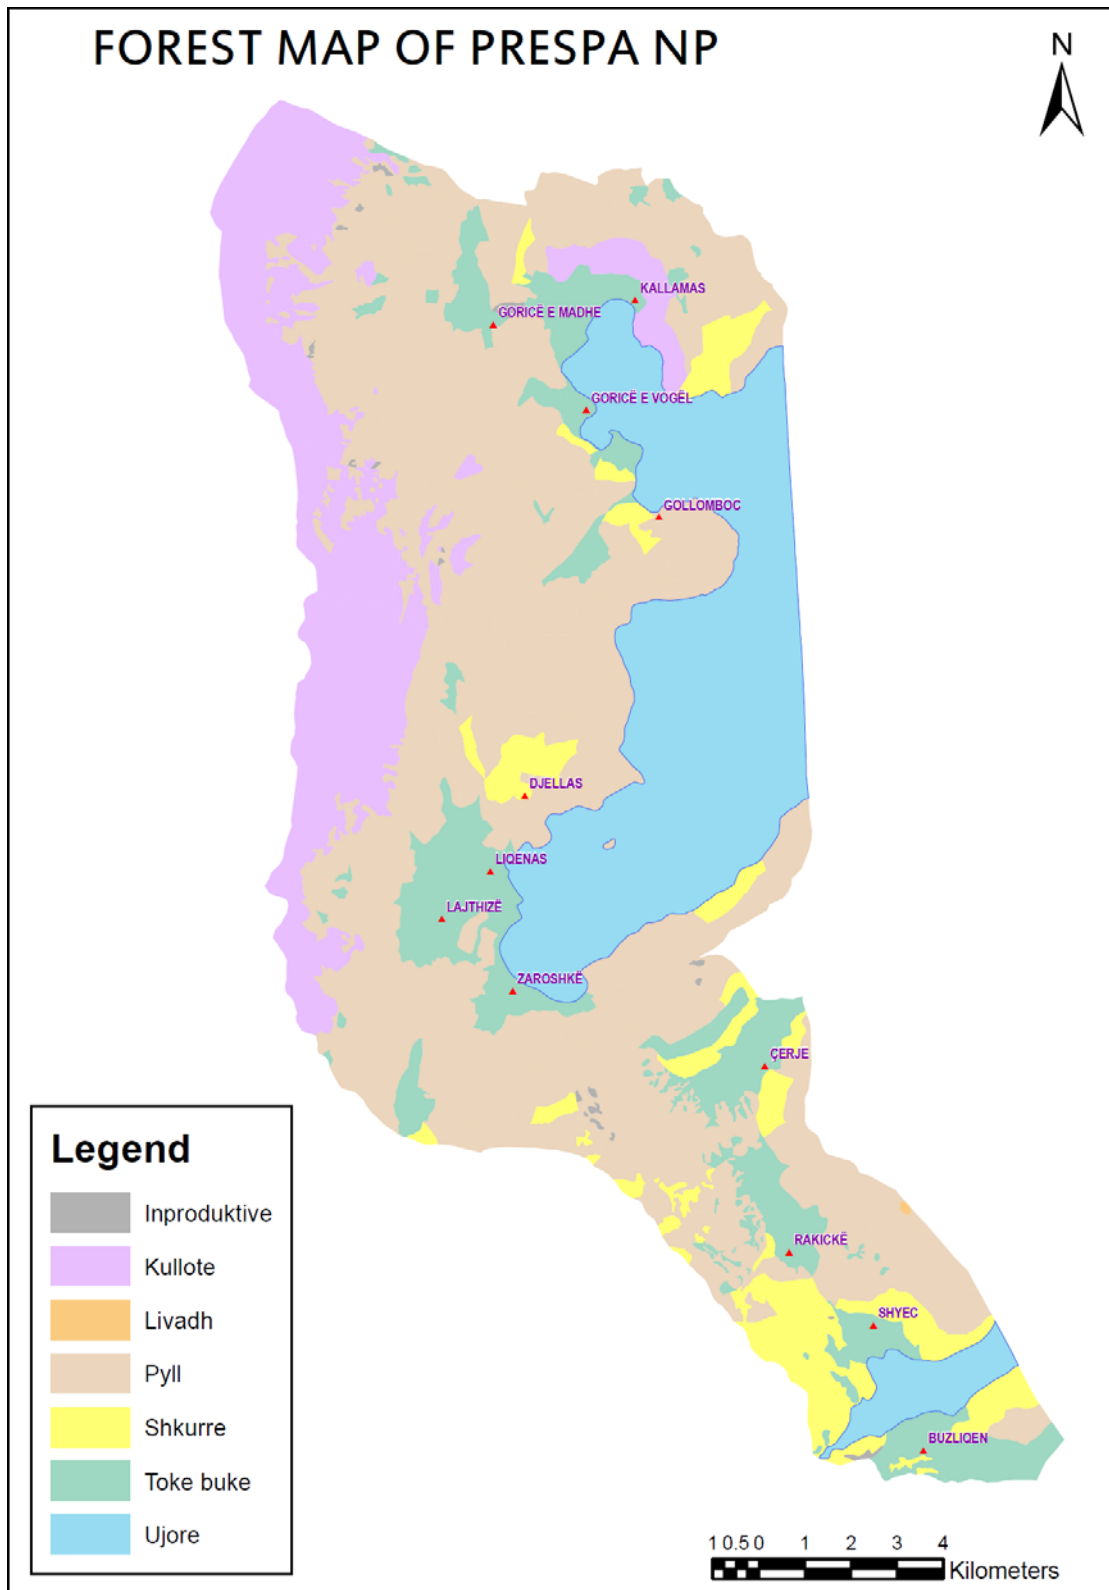 FOREST MAP OF PRESPA NP
N
KALLAMAS
GORICË E MADHE
GORICË E VOGËL
GOLLOMBOC
DJELLAS
LIQENAS
LAJTHIZË
ZAROSHKË
ÇERJE
RAKICKË
SHYEC
BUZLIQEN
Legend
Inproduktive
Kullote
Livadh
Pyll
Shkurre
Toke buke
Ujore
1 0.5 0 1 2 3 4
Kilometers